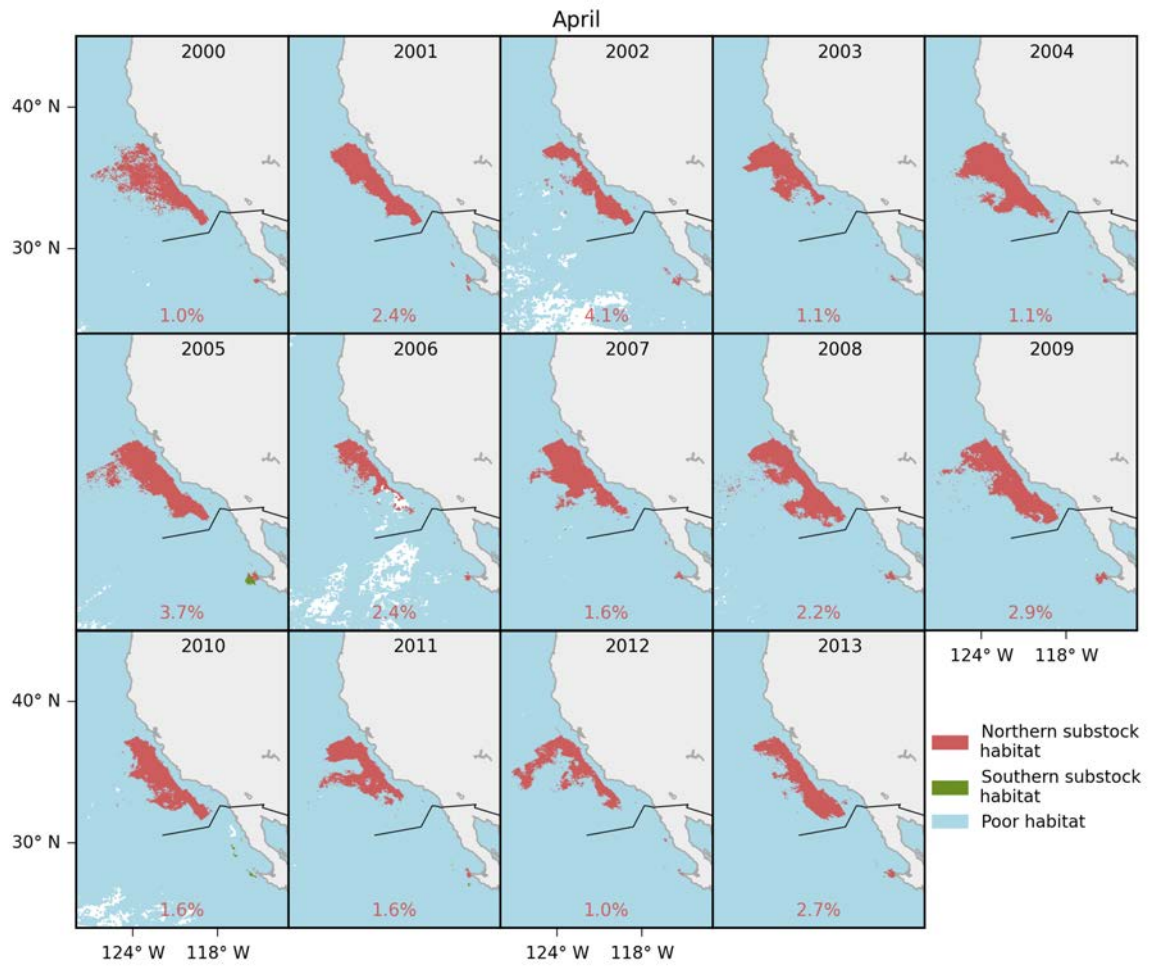 April
2000 2001 2002 2003 2004
40° N
30° N
1.0% 2.4% 4.1% 1.1% 1.1%
2005 2006 2007 2008 2009
3.7% 2.4% 1.6% 2.2% 2.9%
2010 2011 2012 2013
124° W 118° W
40° N
Northern substock
habitat
Southern substock
habitat
Poor habitat
30° N
1.6% 1.6% 1.0% 2.7%
124° W 118° W 124° W 118° W